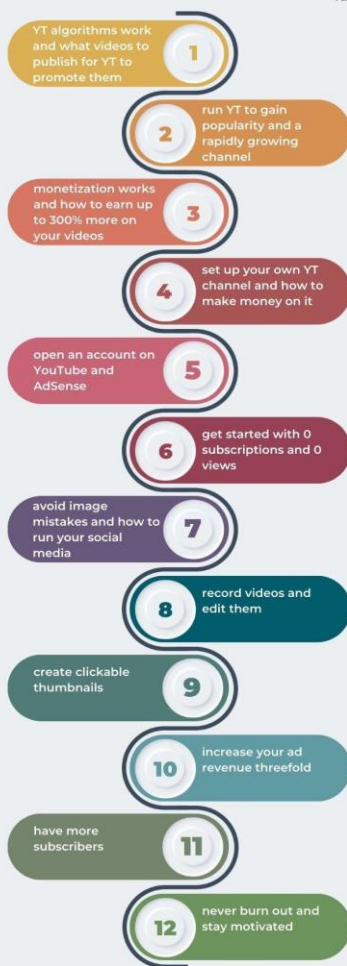 YT algorithms work
and what videos to
publish for YT to
promote them
1
2
run YT to gain
popularity and a
rapidly growing
channel
monetization works
and how to earn up
to 300% more on
your videos
3
4
set up your own YT
channel and how to
make money on it
open an account on
YouTube and
AdSense
5
6
get started with 0
subscriptions and 0
views
avoid image
mistakes and how to
run your social
media
7
8
record videos and
edit them
create clickable
thumbnails
9
10
increase your ad
revenue threefold
have more
subscribers
11
12
never burn out and
stay motivated